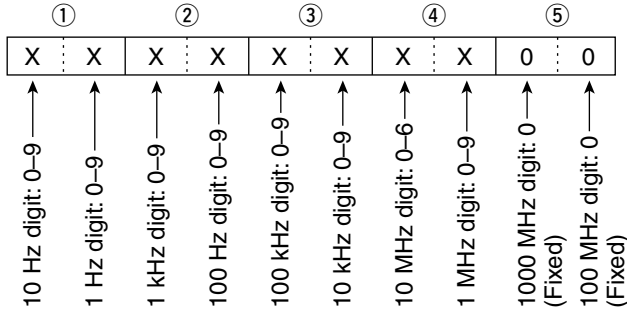 ① ② ③ ④ ⑤
X X X X X X X X 0 0
10 Hz digit: 0–9
1 Hz digit: 0–9
1 kHz digit: 0–9
100 Hz digit: 0–9
100 kHz digit: 0–9
10 kHz digit: 0–9
10 MHz digit: 0–6
1 MHz digit: 0–9
1000 MHz digit: 0
(Fixed)
100 MHz digit: 0
(Fixed)